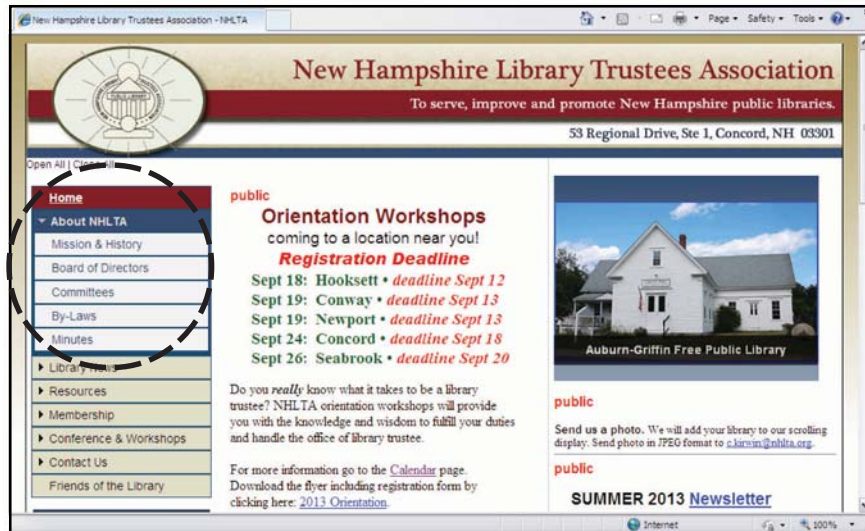 New Hampshire Library Trustees Association - NHLTA
Page Safety Tools
PUBLIC LIBRARY
New Hampshire Library Trustees Association
To serve, improve and promote New Hampshire public libraries.
53 Regional Drive, Ste 1, Concord, NH 03301
Open All | Close All
Home
About NHLTA
Mission & History
Board of Directors
Committees
By-Laws
Minutes
Library News
Resources
Membership
Conference & Workshops
Contact Us
Friends of the Library
public
Orientation Workshops
coming to a location near you!
Registration Deadline
Sept 18: Hooksett • deadline Sept 12
Sept 19: Conway • deadline Sept 13
Sept 19: Newport • deadline Sept 13
Sept 24: Concord • deadline Sept 18
Sept 26: Seabrook • deadline Sept 20
Do you really know what it takes to be a library
trustee? NHLTA orientation workshops will provide
you with the knowledge and wisdom to fulfill your duties
and handle the office of library trustee.
For more information go to the Calendar page.
Download the flyer including registration form by
clicking here: 2013 Orientation.
Auburn-Griffin Free Public Library
public
Send us a photo. We will add your library to our scrolling
display. Send photo in JPEG format to c.kirwin@nhlta.org.
public
SUMMER 2013 Newsletter
Internet
100%